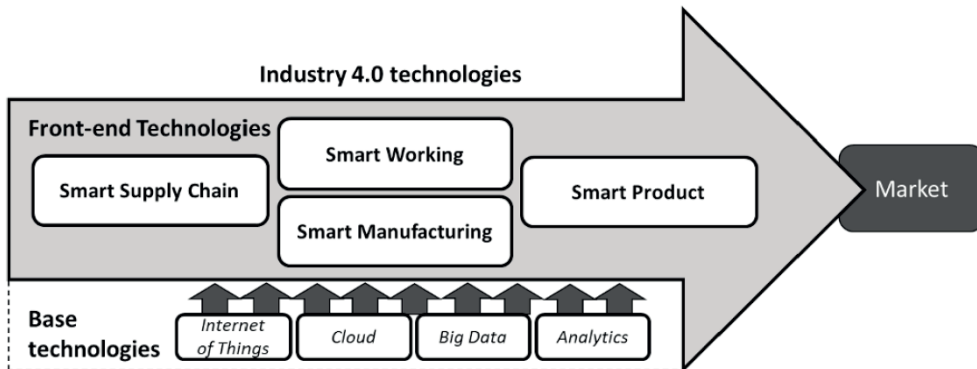 Industry 4.0 technologies
Front-end Technologies
Smart Supply Chain
Smart Working
Smart Manufacturing
Smart Product
Market
Base
technologies
Internet
of Things
Cloud
Big Data
Analytics